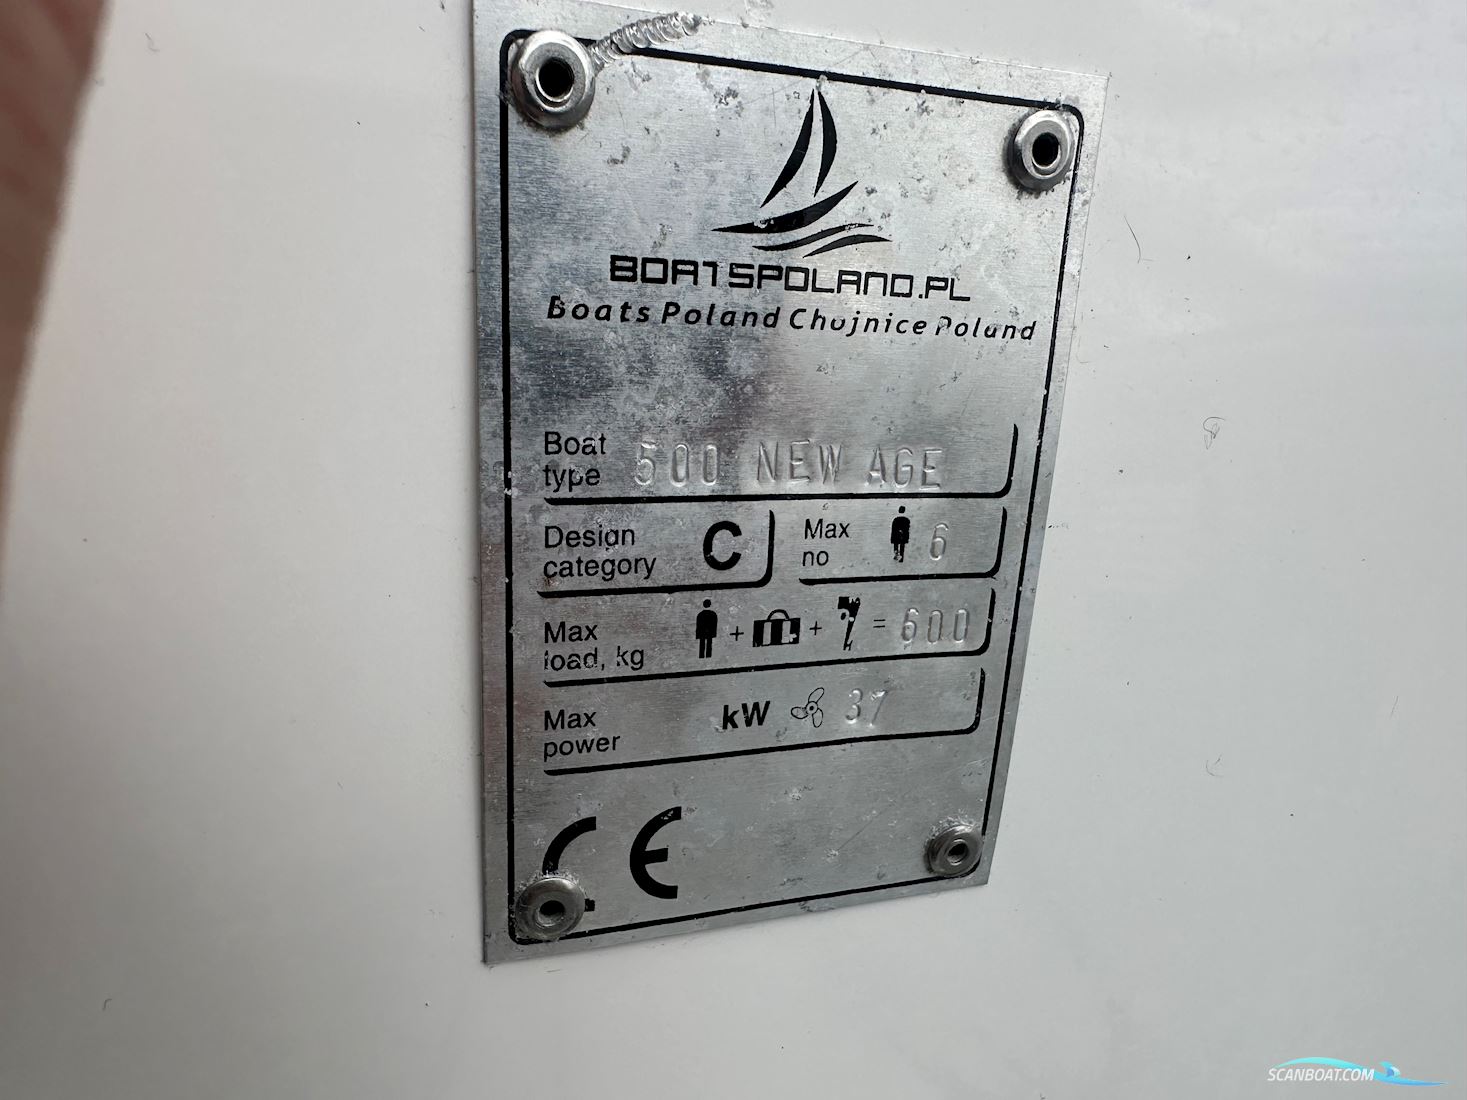 BOATSPOLAND.PL
Boats Poland Chojnice Poland
Boat type 500 NEW AGE
Design category C
Max no 6
Max load, kg + + = 600
Max power kW 37
CE
SCANBOAT.COM